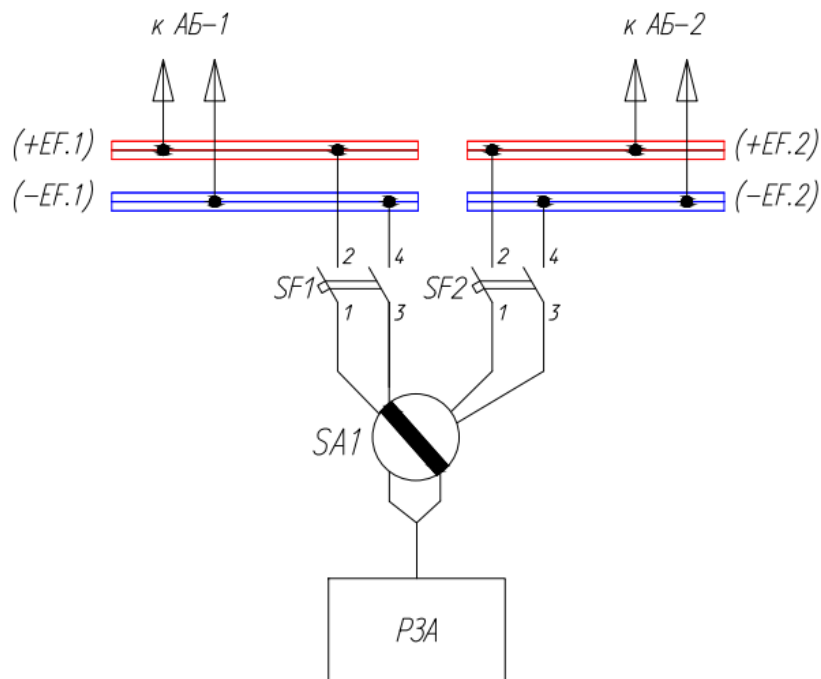 к АБ-1
к АБ-2
(+EF.1)
(+EF.2)
(-EF.1)
(-EF.2)
2
4
2
4
SF1
SF2
1
3
1
3
SA1
РЗА